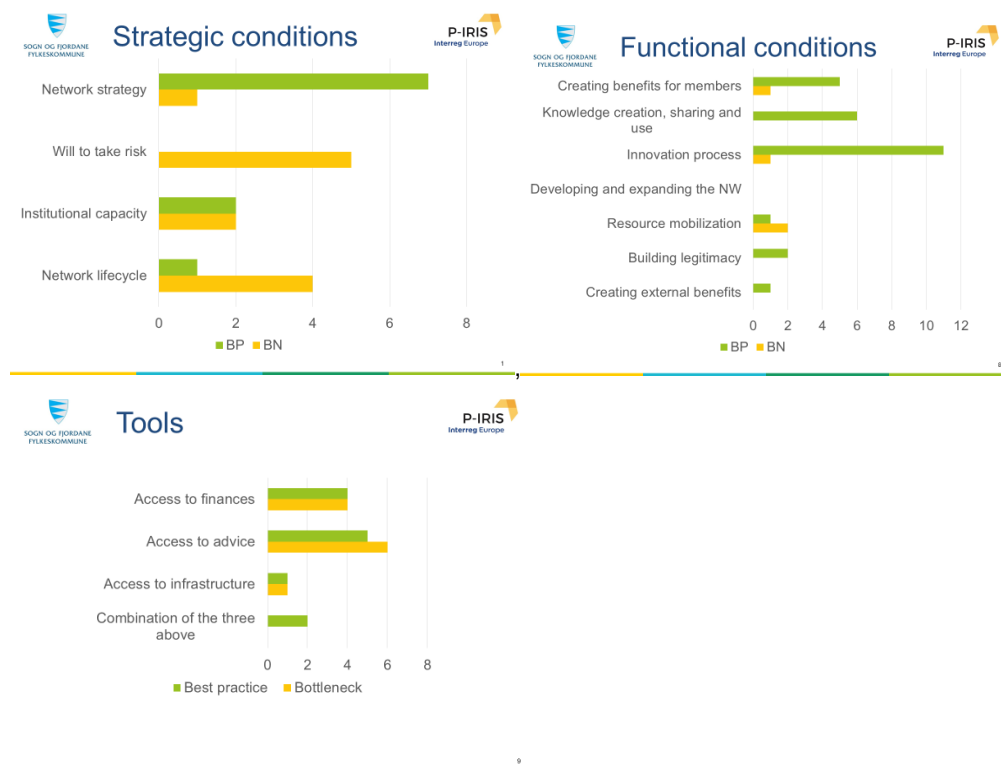 SOGN OG FJORDANE
FYLKESKOMMUNE
Strategic conditions
P-IRIS
Interreg Europe
Network strategy
Will to take risk
Institutional capacity
Network lifecycle
0 2 4 6 8
BP BN
1
SOGN OG FJORDANE
FYLKESKOMMUNE
Functional conditions
P-IRIS
Interreg Europe
Creating benefits for members
Knowledge creation, sharing and
use
Innovation process
Developing and expanding the NW
Resource mobilization
Building legitimacy
Creating external benefits
0 2 4 6 8 10 12
BP BN
8
,
SOGN OG FJORDANE
FYLKESKOMMUNE
Tools
P-IRIS
Interreg Europe
Access to finances
Access to advice
Access to infrastructure
Combination of the three
above
0 2 4 6 8
Best practice Bottleneck
9